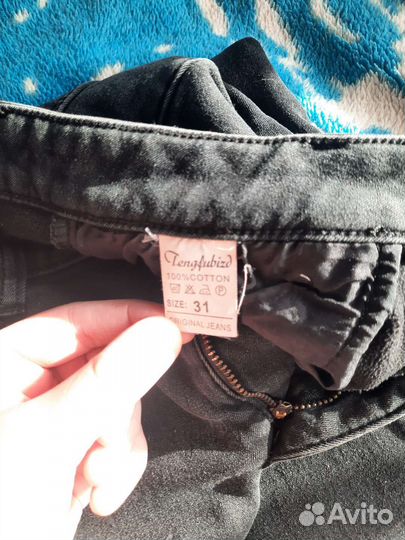 Tengfubizd
100%COTTON
SIZE: 31
ORIGINAL JEANS
Avito